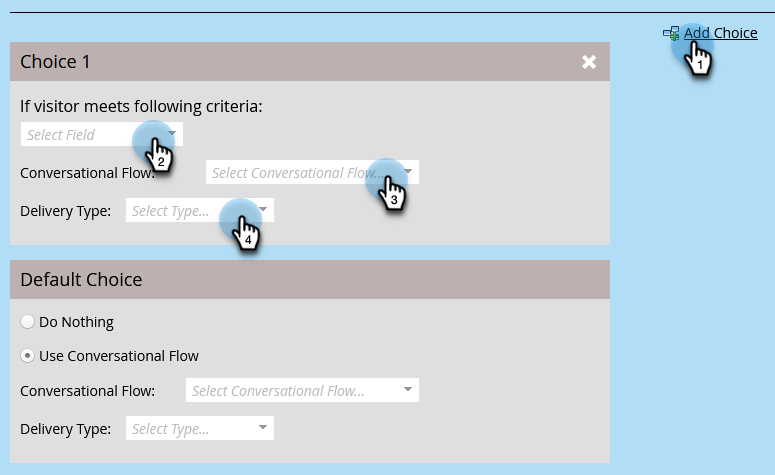 Add Choice
1
Choice 1
If visitor meets following criteria:
Select Field
2
Conversational Flow: Select Conversational Flow...
3
Delivery Type: Select Type...
4
Default Choice
Do Nothing
Use Conversational Flow
Conversational Flow: Select Conversational Flow...
Delivery Type: Select Type...